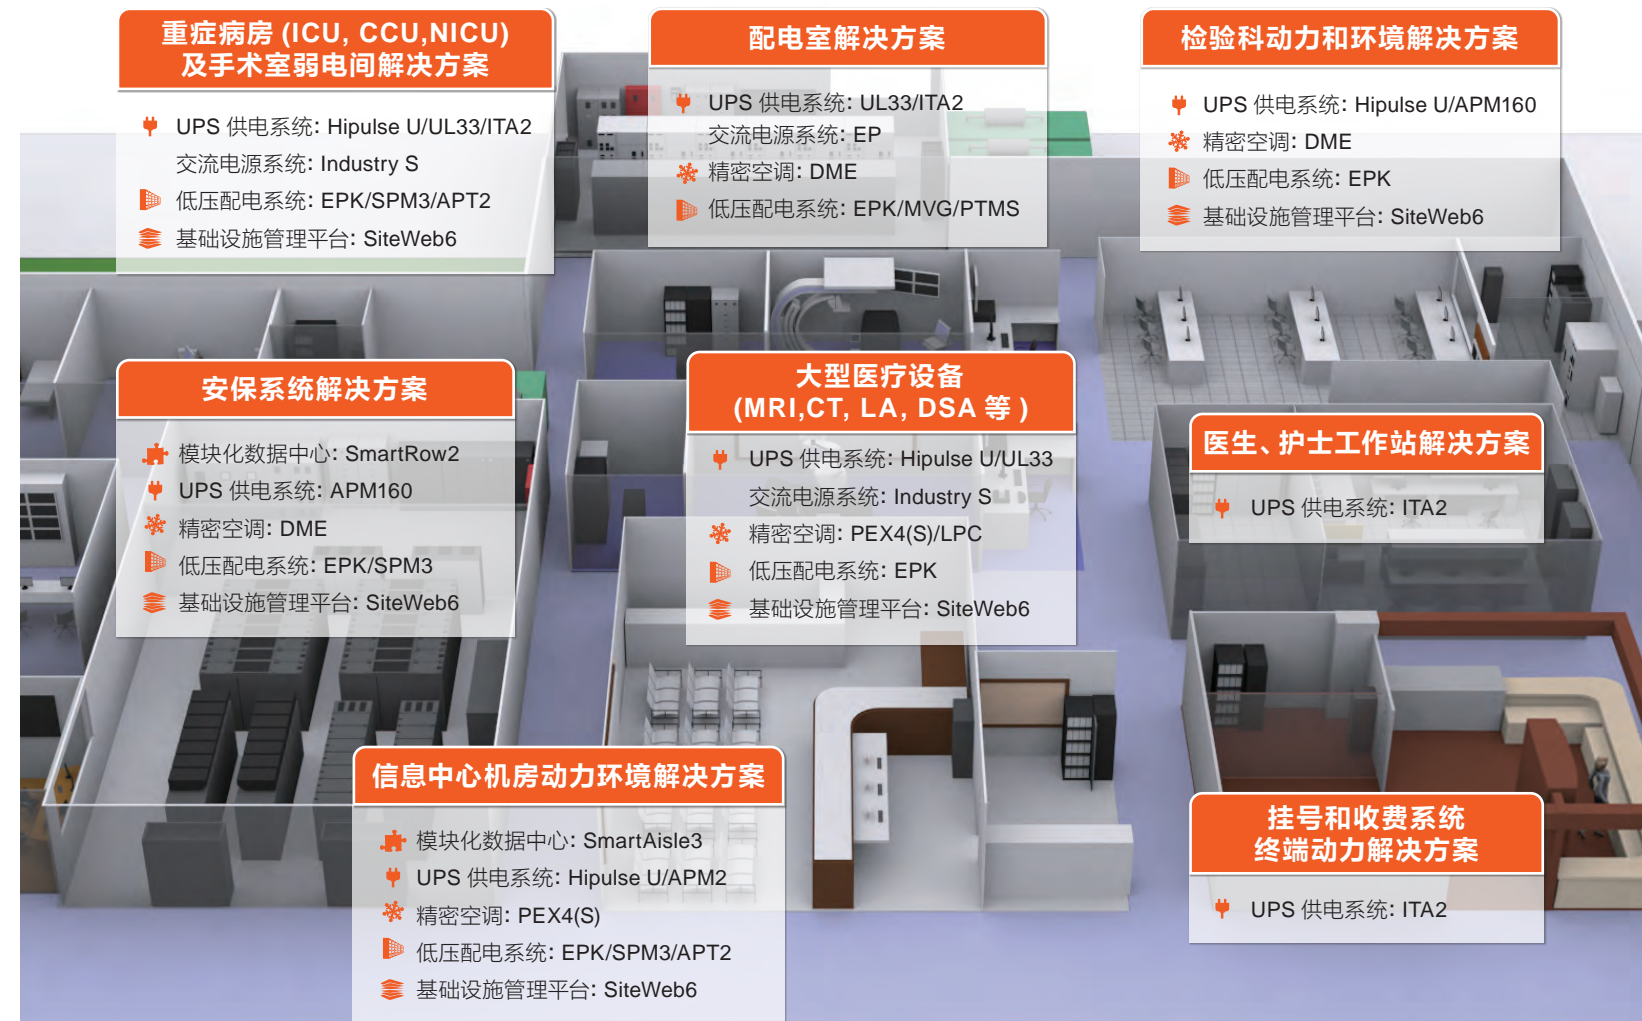 重症病房 (ICU, CCU,NICU)
及手术室弱电间解决方案
UPS 供电系统: Hipulse U/UL33/ITA2
交流电源系统: Industry S
低压配电系统: EPK/SPM3/APT2
基础设施管理平台: SiteWeb6
配电室解决方案
UPS 供电系统: UL33/ITA2
交流电源系统: EP
精密空调: DME
低压配电系统: EPK/MVG/PTMS
检验科动力和环境解决方案
UPS 供电系统: Hipulse U/APM160
精密空调: DME
低压配电系统: EPK
基础设施管理平台: SiteWeb6
安保系统解决方案
模块化数据中心: SmartRow2
UPS 供电系统: APM160
精密空调: DME
低压配电系统: EPK/SPM3
基础设施管理平台: SiteWeb6
大型医疗设备
(MRI,CT, LA, DSA 等 )
UPS 供电系统: Hipulse U/UL33
交流电源系统: Industry S
精密空调: PEX4(S)/LPC
低压配电系统: EPK
基础设施管理平台: SiteWeb6
医生、护士工作站解决方案
UPS 供电系统: ITA2
信息中心机房动力环境解决方案
模块化数据中心: SmartAisle3
UPS 供电系统: Hipulse U/APM2
精密空调: PEX4(S)
低压配电系统: EPK/SPM3/APT2
基础设施管理平台: SiteWeb6
挂号和收费系统
终端动力解决方案
UPS 供电系统: ITA2